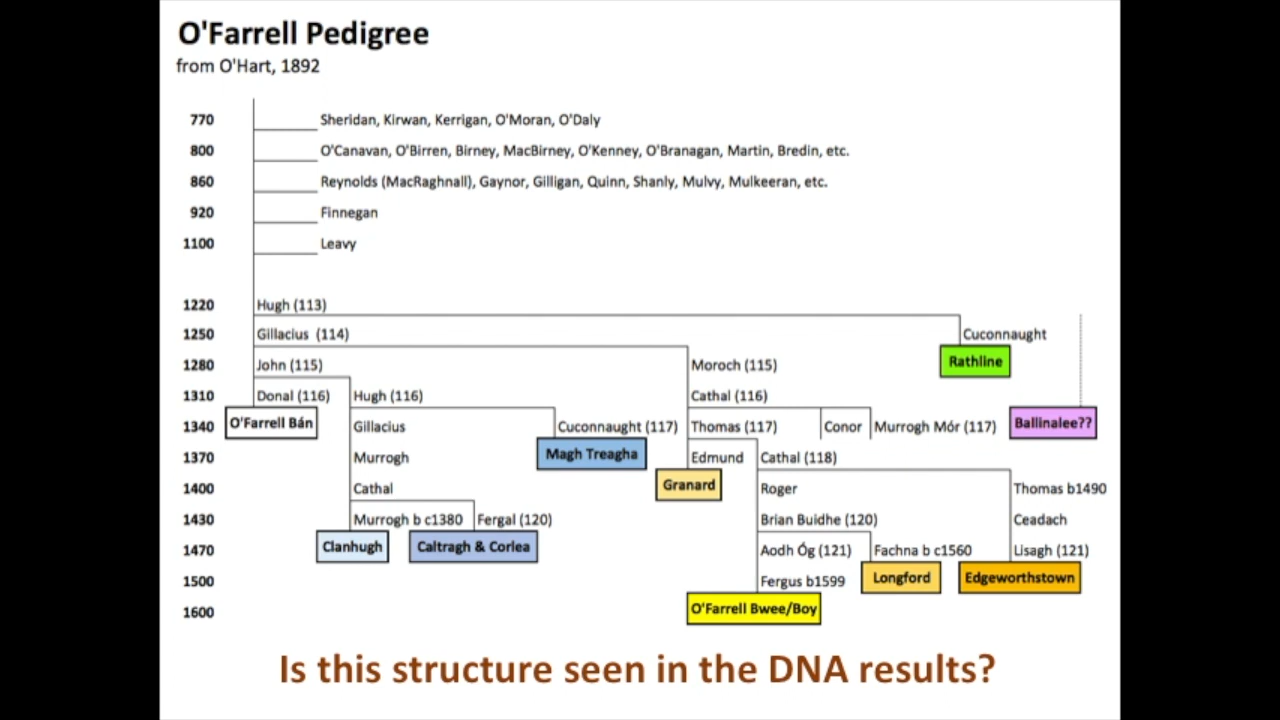 O'Farrell Pedigree
from O'Hart, 1892
770 Sheridan, Kirwan, Kerrigan, O'Moran, O'Daly
800 O'Canavan, O'Birren, Birney, MacBirney, O'Kenney, O'Branagan, Martin, Bredin, etc.
860 Reynolds (MacRaghnall), Gaynor, Gilligan, Quinn, Shanly, Mulvy, Mulkeeran, etc.
920 Finnegan
1100 Leavy
1220 Hugh (113)
1250 Gillacius (114) Cuconnaught
Rathline
1280 John (115) Moroch (115)
1310 Donal (116) Hugh (116) Cathal (116)
O'Farrell Bán Ballinalee??
1340 Gillacius Cuconnaught (117) Thomas (117) Conor Murrogh Mór (117)
Magh Treagha
1370 Murrogh Edmund Cathal (118)
Granard
1400 Cathal Roger Thomas b1490
1430 Murrogh b c1380 Fergal (120) Brian Buidhe (120) Ceadach
Clanhugh Caltragh & Corlea
1470 Aodh Óg (121) Fachna b c1560 Lisagh (121)
Longford Edgeworthstown
1500 Fergus b1599
1600 O'Farrell Bwee/Boy
Is this structure seen in the DNA results?